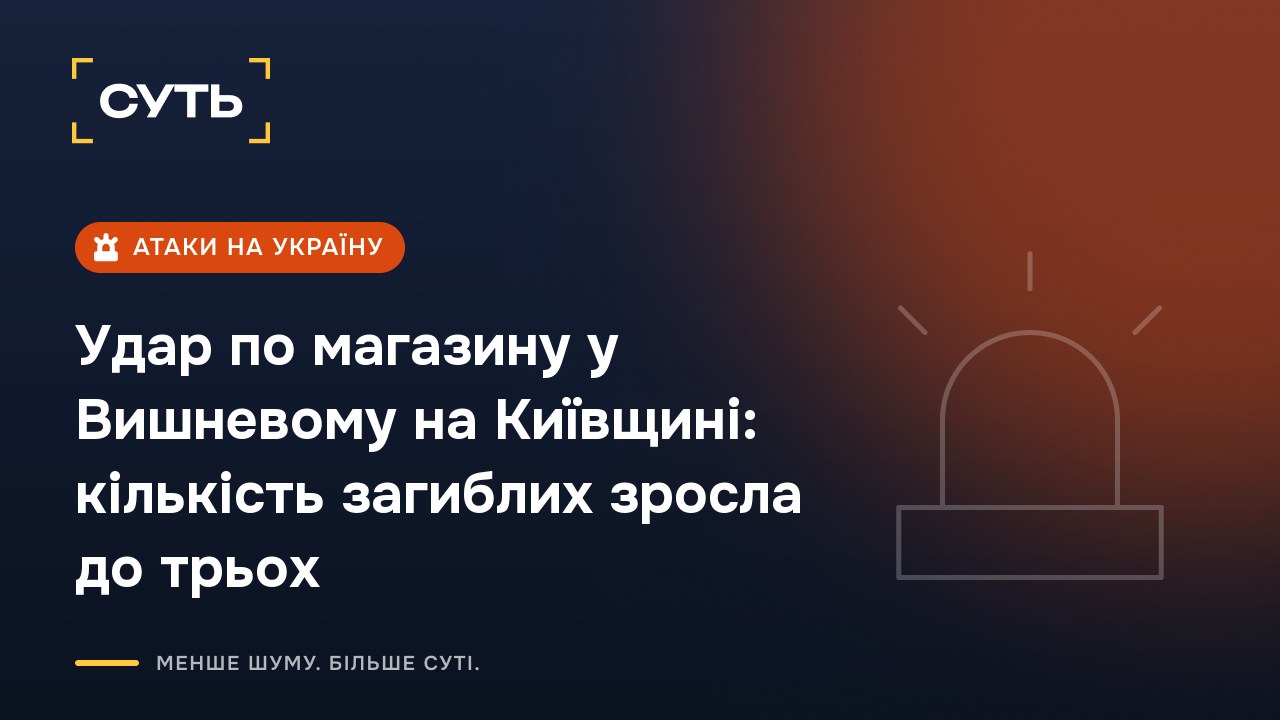 СУТЬ
АТАКИ НА УКРАЇНУ
Удар по магазину у
Вишневому на Київщині:
кількість загиблих зросла
до трьох
МЕНШЕ ШУМУ. БІЛЬШЕ СУТІ.